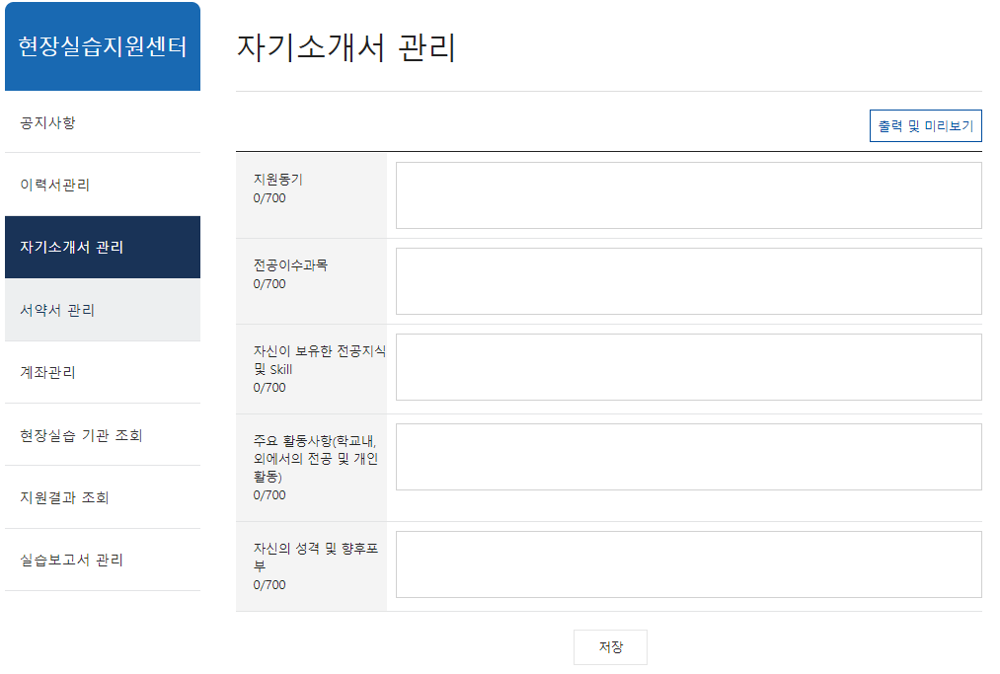 현장실습지원센터
공지사항
이력서관리
자기소개서 관리
서약서 관리
계좌관리
현장실습 기관 조회
지원결과 조회
실습보고서 관리
자기소개서 관리
출력 및 미리보기
지원동기
0/700
전공이수과목
0/700
자신이 보유한 전공지식
및 Skill
0/700
주요 활동사항(학교내,
외에서의 전공 및 개인
활동)
0/700
자신의 성격 및 향후포
부
0/700
저장